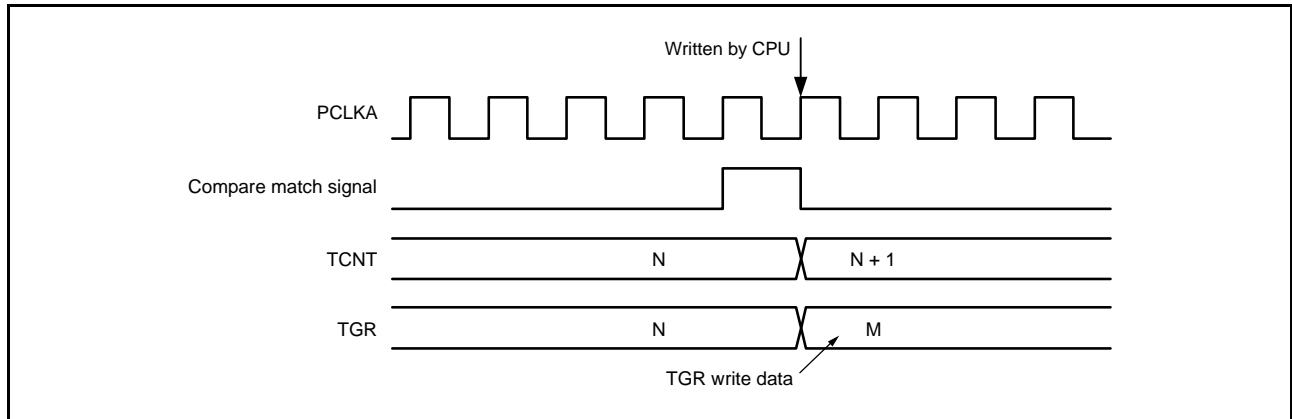 Written by CPU
PCLKA
Compare match signal
TCNT
N
N + 1
TGR
N
M
TGR write data